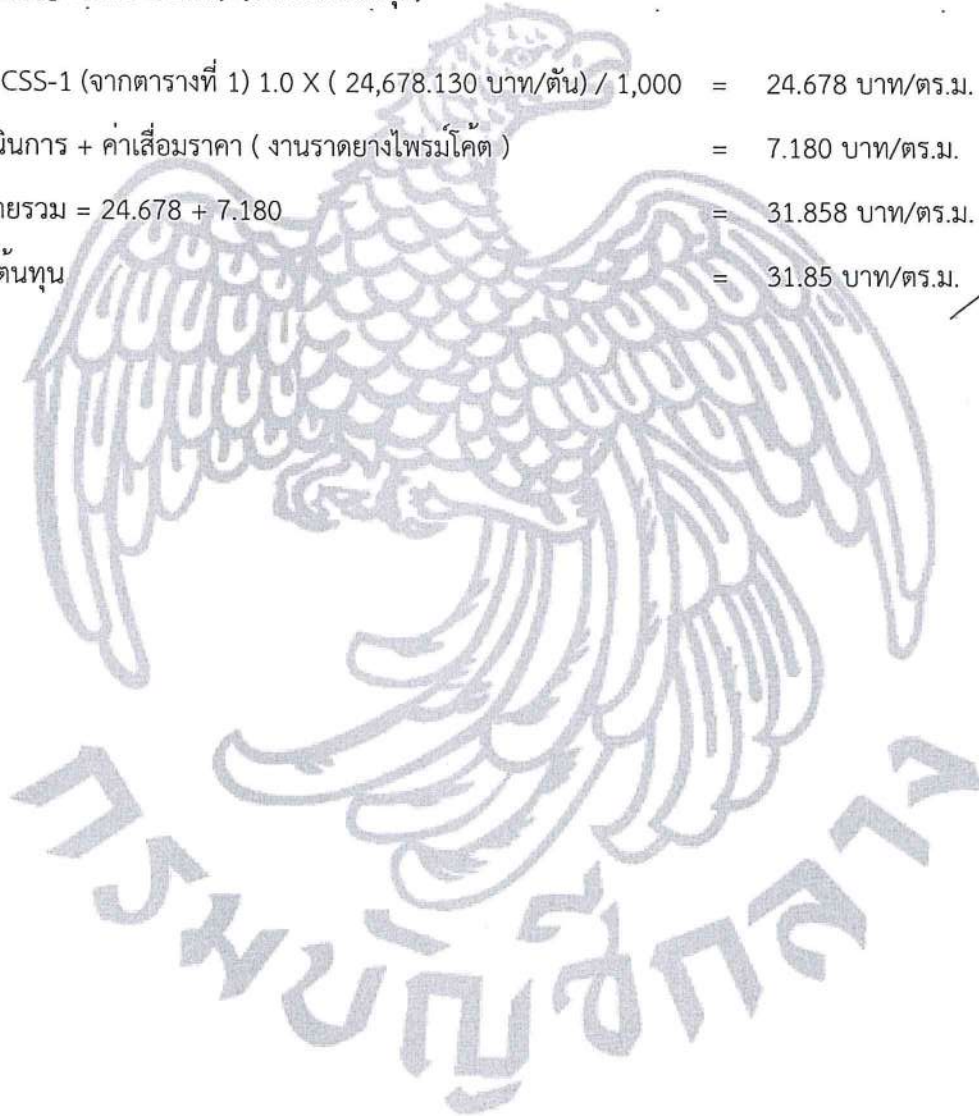 CSS-1 (จากตารางที่ 1) 1.0 X ( 24,678.130 บาท/ตัน) / 1,000 = 24.678 บาท/ตร.ม.
นินการ + ค่าเสื่อมราคา ( งานราดยางไพรม์โค้ต ) = 7.180 บาท/ตร.ม.
ายรวม = 24.678 + 7.180 = 31.858 บาท/ตร.ม.
ต้นทุน = 31.85 บาท/ตร.ม.
กรมบัญชีกลาง